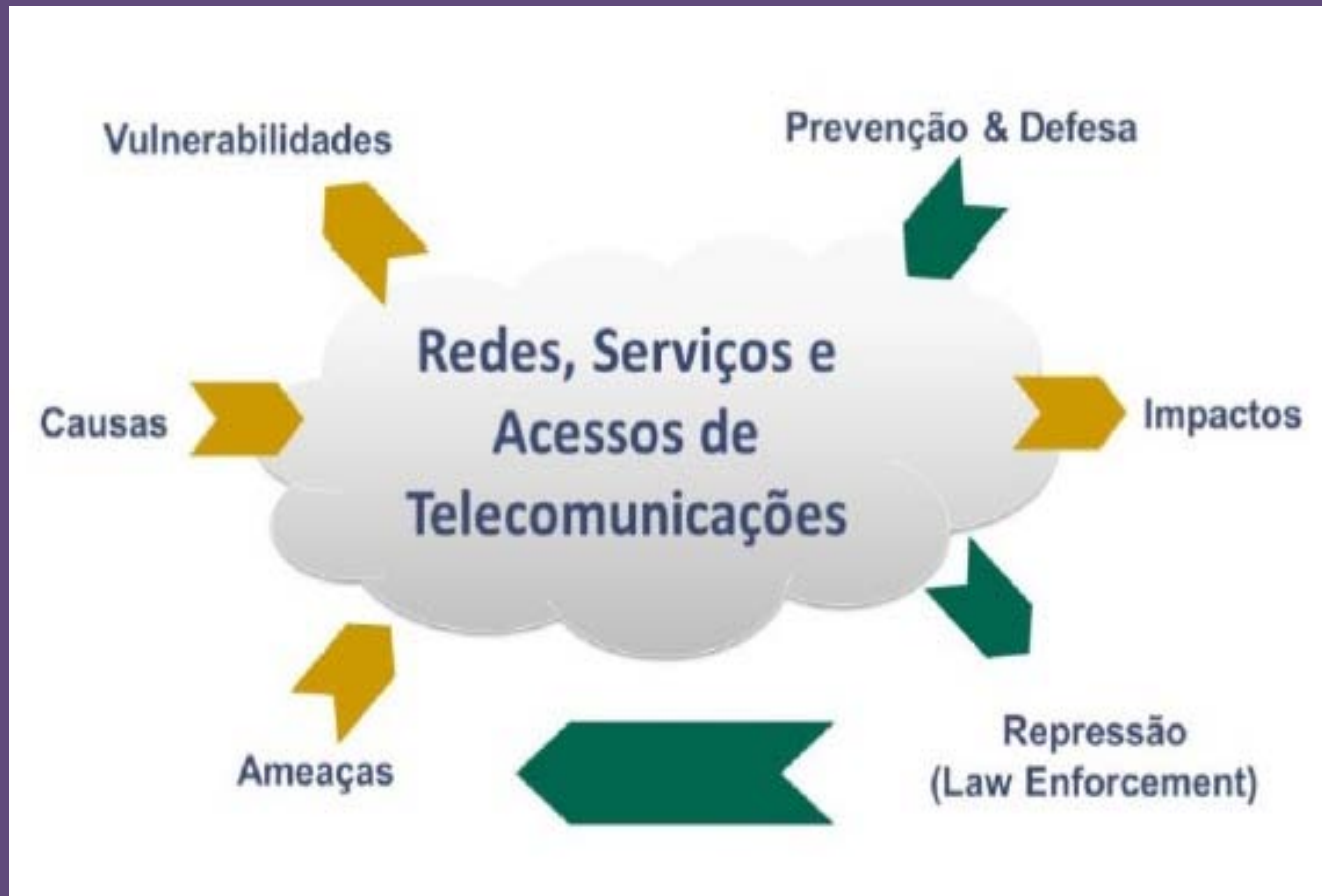 Vulnerabilidades
Prevenção & Defesa
Redes, Serviços e
Acessos de
Telecomunicações
Causas
Impactos
Ameaças
Repressão
(Law Enforcement)